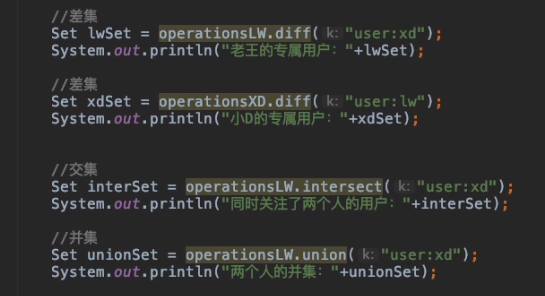 //差集
Set lwSet = operationsLW.diff( k: "user:xd");
System.out.println("老王的专属用户："+lwSet);
//差集
Set xdSet = operationsXD.diff( k: "user:lw");
System.out.println("小D的专属用户："+xdSet);
//交集
Set interSet = operationsLW.intersect( k: "user:xd");
System.out.println("同时关注了两个人的用户："+interSet);
//并集
Set unionSet = operationsLW.union( k: "user:xd");
System.out.println("两个人的并集："+unionSet);